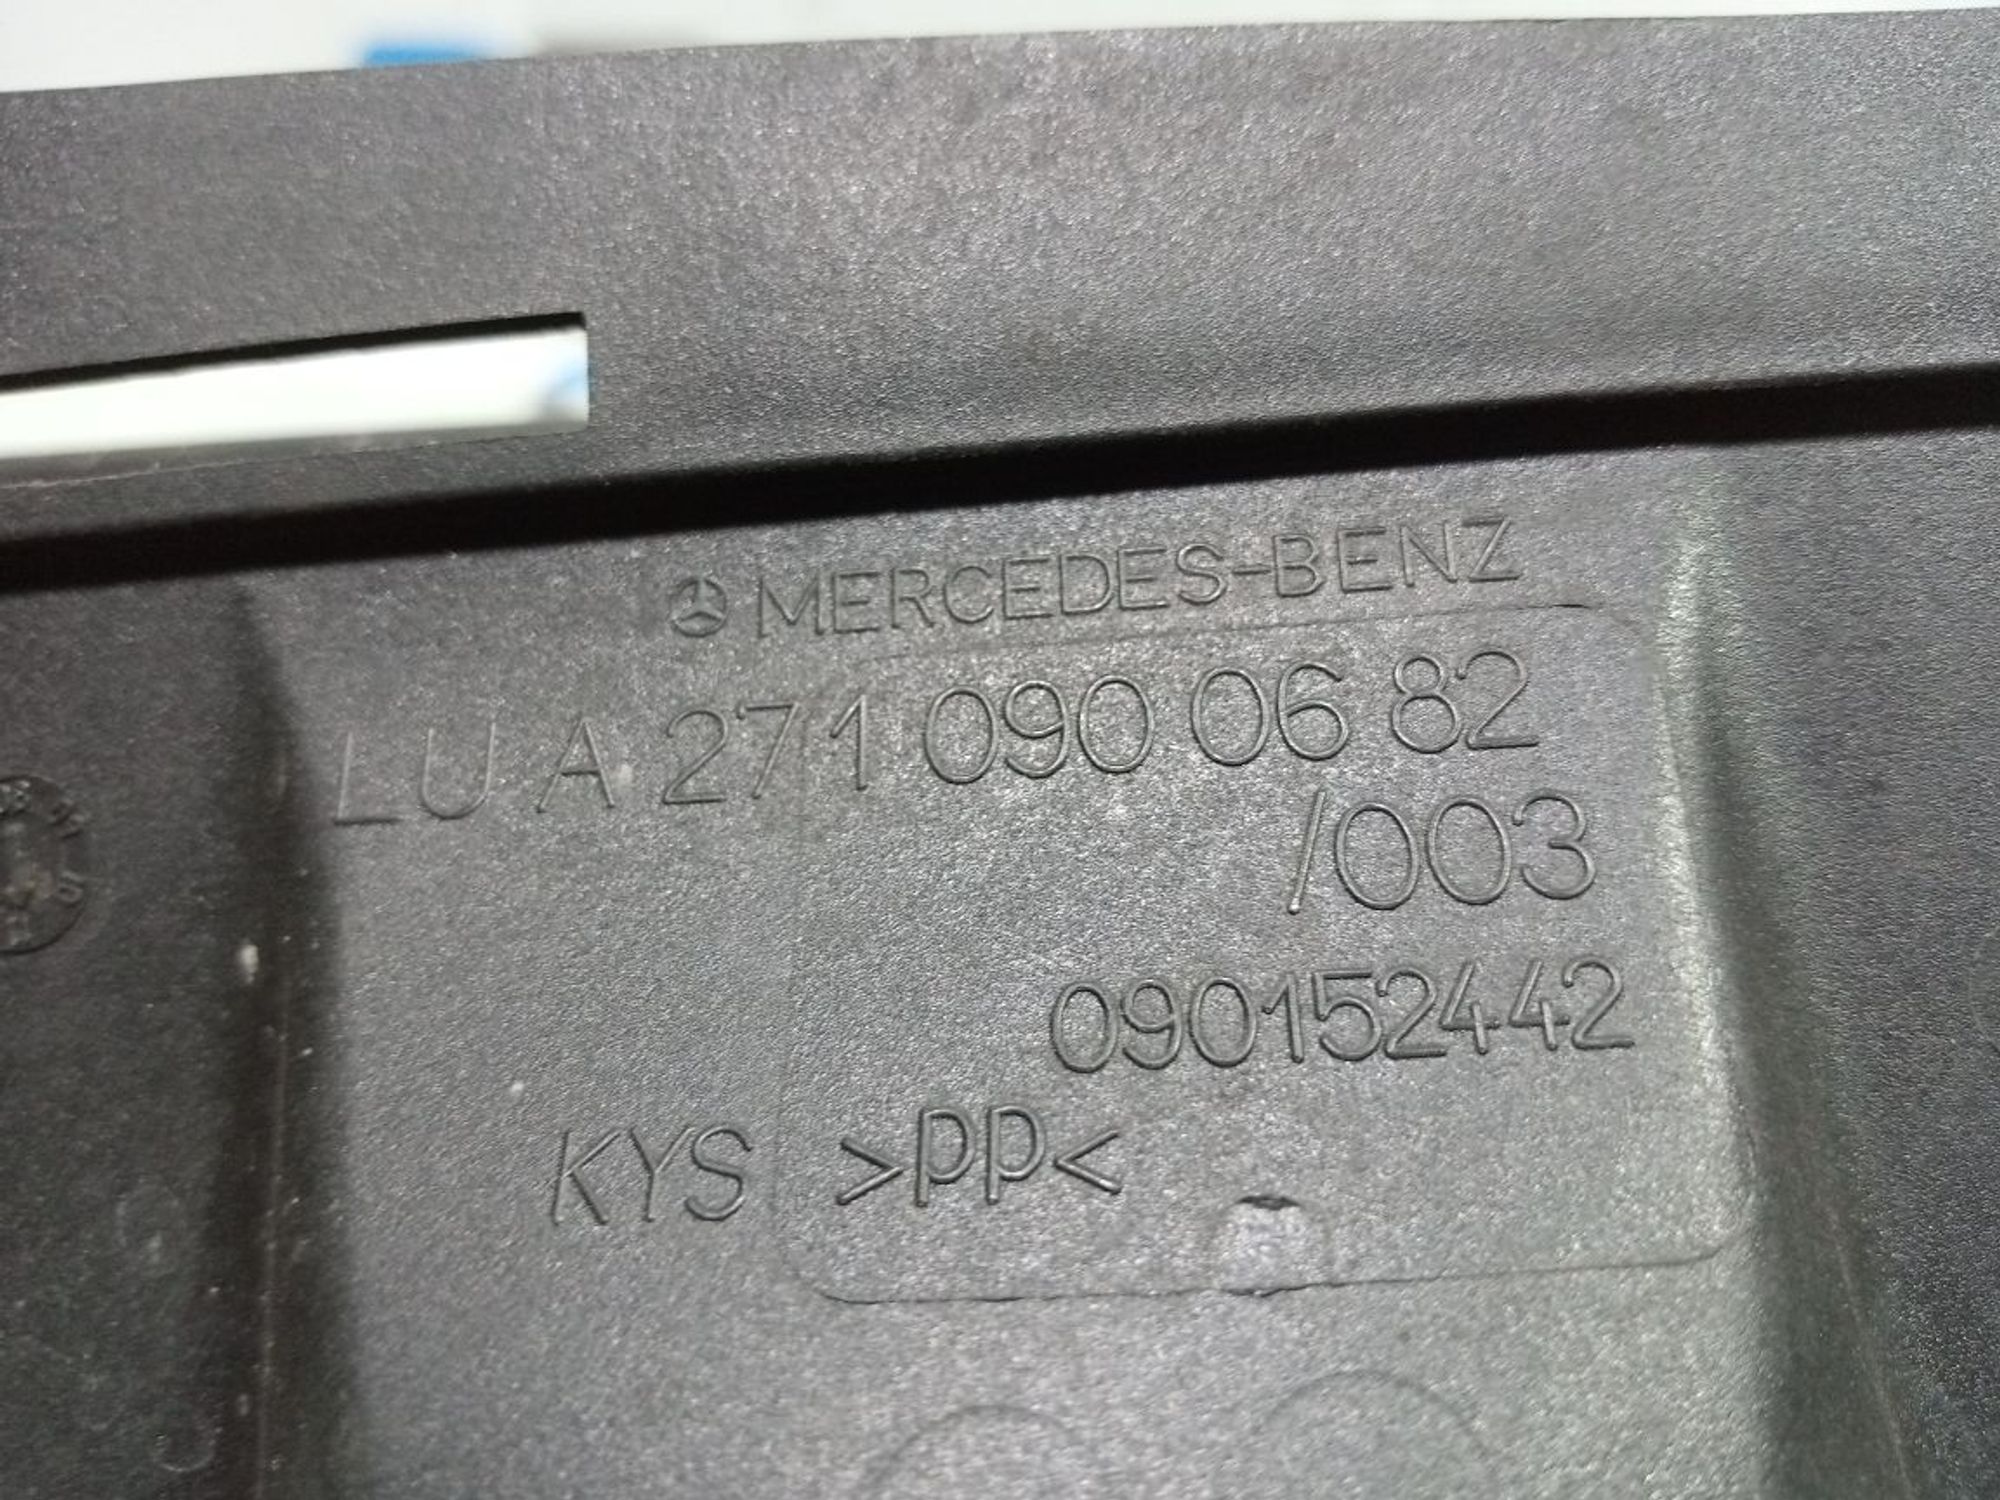 MERCEDES-BENZ
LU A 271 090 06 82
/003
090152442
KYS >PP<